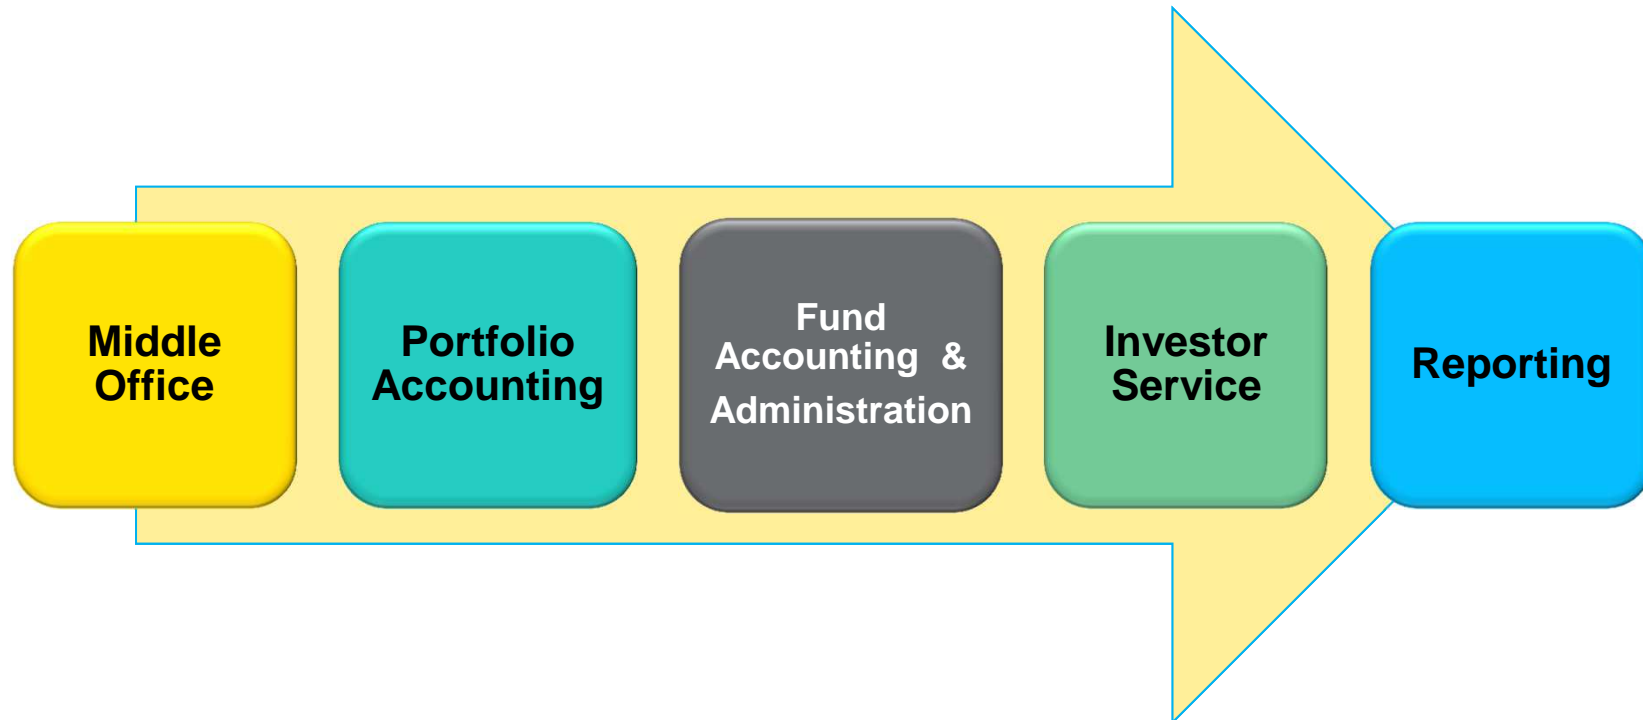 Middle
Office
Portfolio
Accounting
Fund
Accounting &
Administration
Investor
Service
Reporting